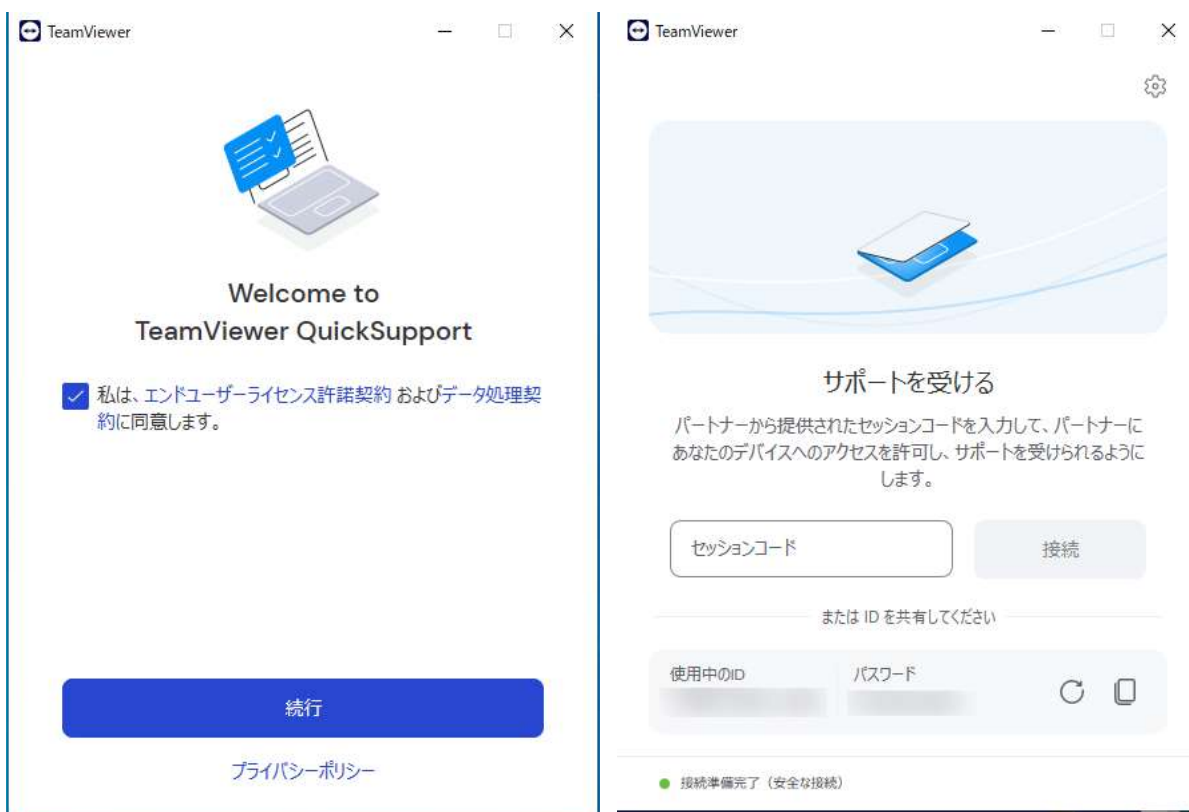 TeamViewer
Welcome to
TeamViewer QuickSupport
私は、エンドユーザーライセンス許諾契約 およびデータ処理契
約に同意します。
続行
プライバシーポリシー
TeamViewer
サポートを受ける
パートナーから提供されたセッションコードを入力して、パートナーに
あなたのデバイスへのアクセスを許可し、サポートを受けられるように
します。
セッションコード
接続
または ID を共有してください
使用中のID
パスワード
接続準備完了（安全な接続）